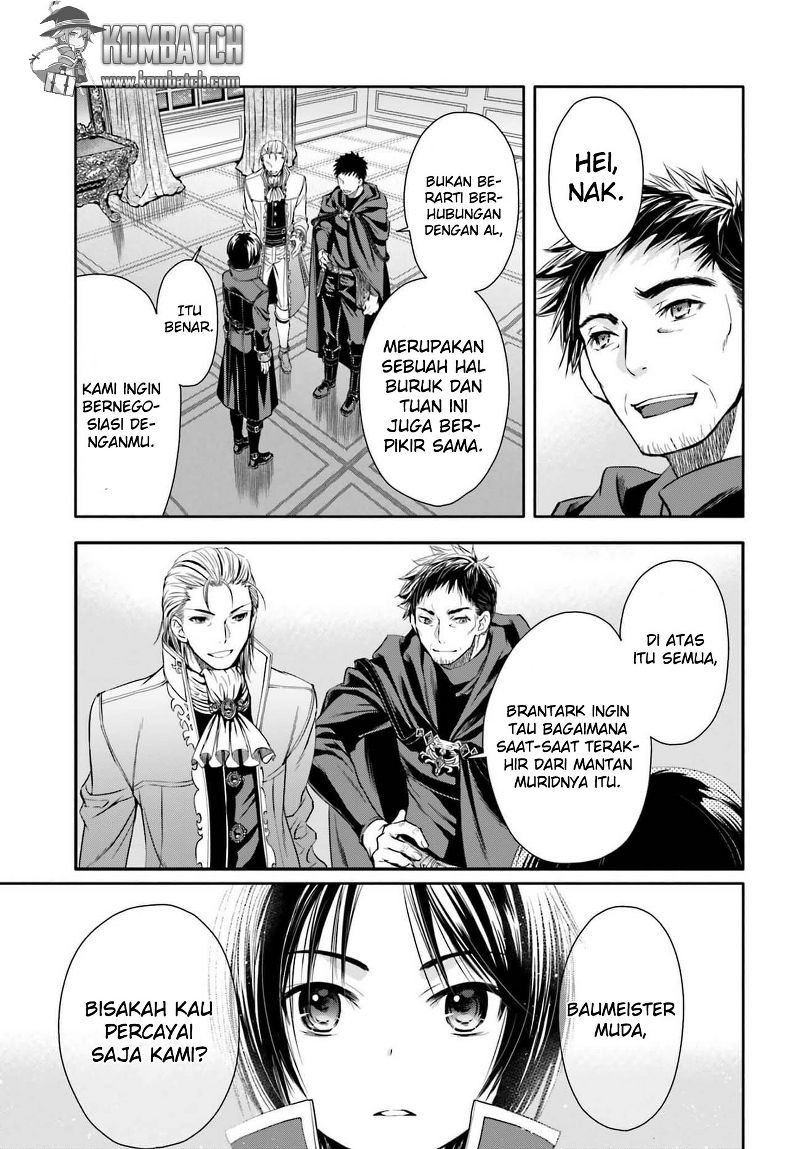 KOMBATCH
www.kombatch.com
HEI,
NAK.
BUKAN BE-
RARTI BER-
HUBUNGAN
DENGAN AL,
MERUPAKAN
SEBUAH HAL
BURUK DAN
TUAN INI
JUGA BER-
PIKIR SAMA.
ITU
BENAR.
KAMI INGIN
BERNEGO-
SIASI DE-
NGANMU.
DI ATAS
ITU SEMUA,
BRANTARK INGIN
TAU BAGAIMANA
SAAT-SAAT TERAK-
HIR DARI MANTAN
MURIDNYA ITU.
BAUMEISTER
MUDA,
BISAKAH KAU
PERCAYAI
SAJA KAMI?